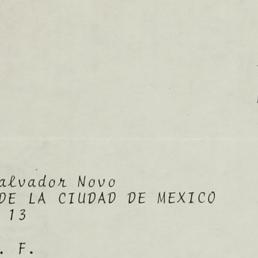 alvador Novo
DE LA CIUDAD DE MEXICO
13
. F.